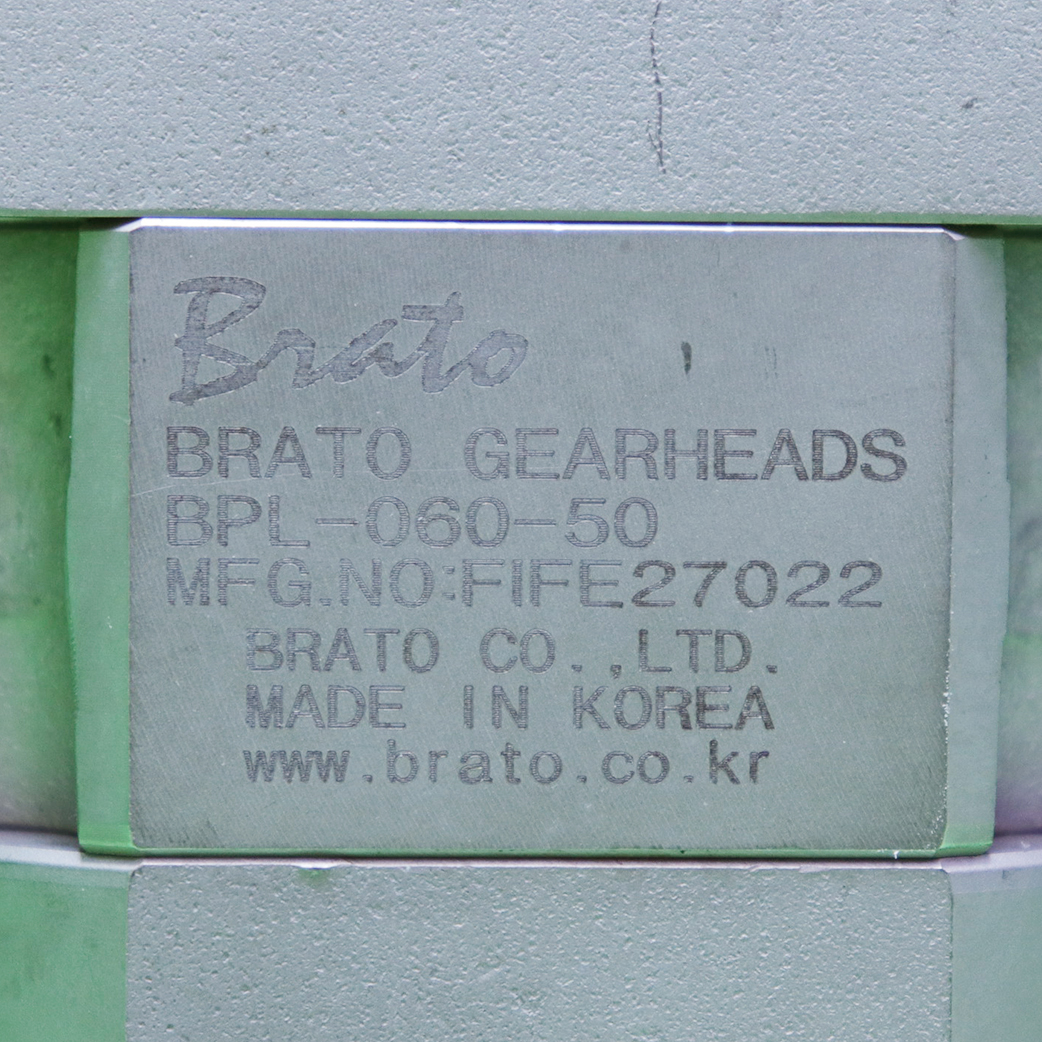 Brato
BRATO GEARHEADS
BPL-060-50
MFG.NO:FIFE27022
BRATO CO.,LTD.
MADE IN KOREA
www.brato.co.kr